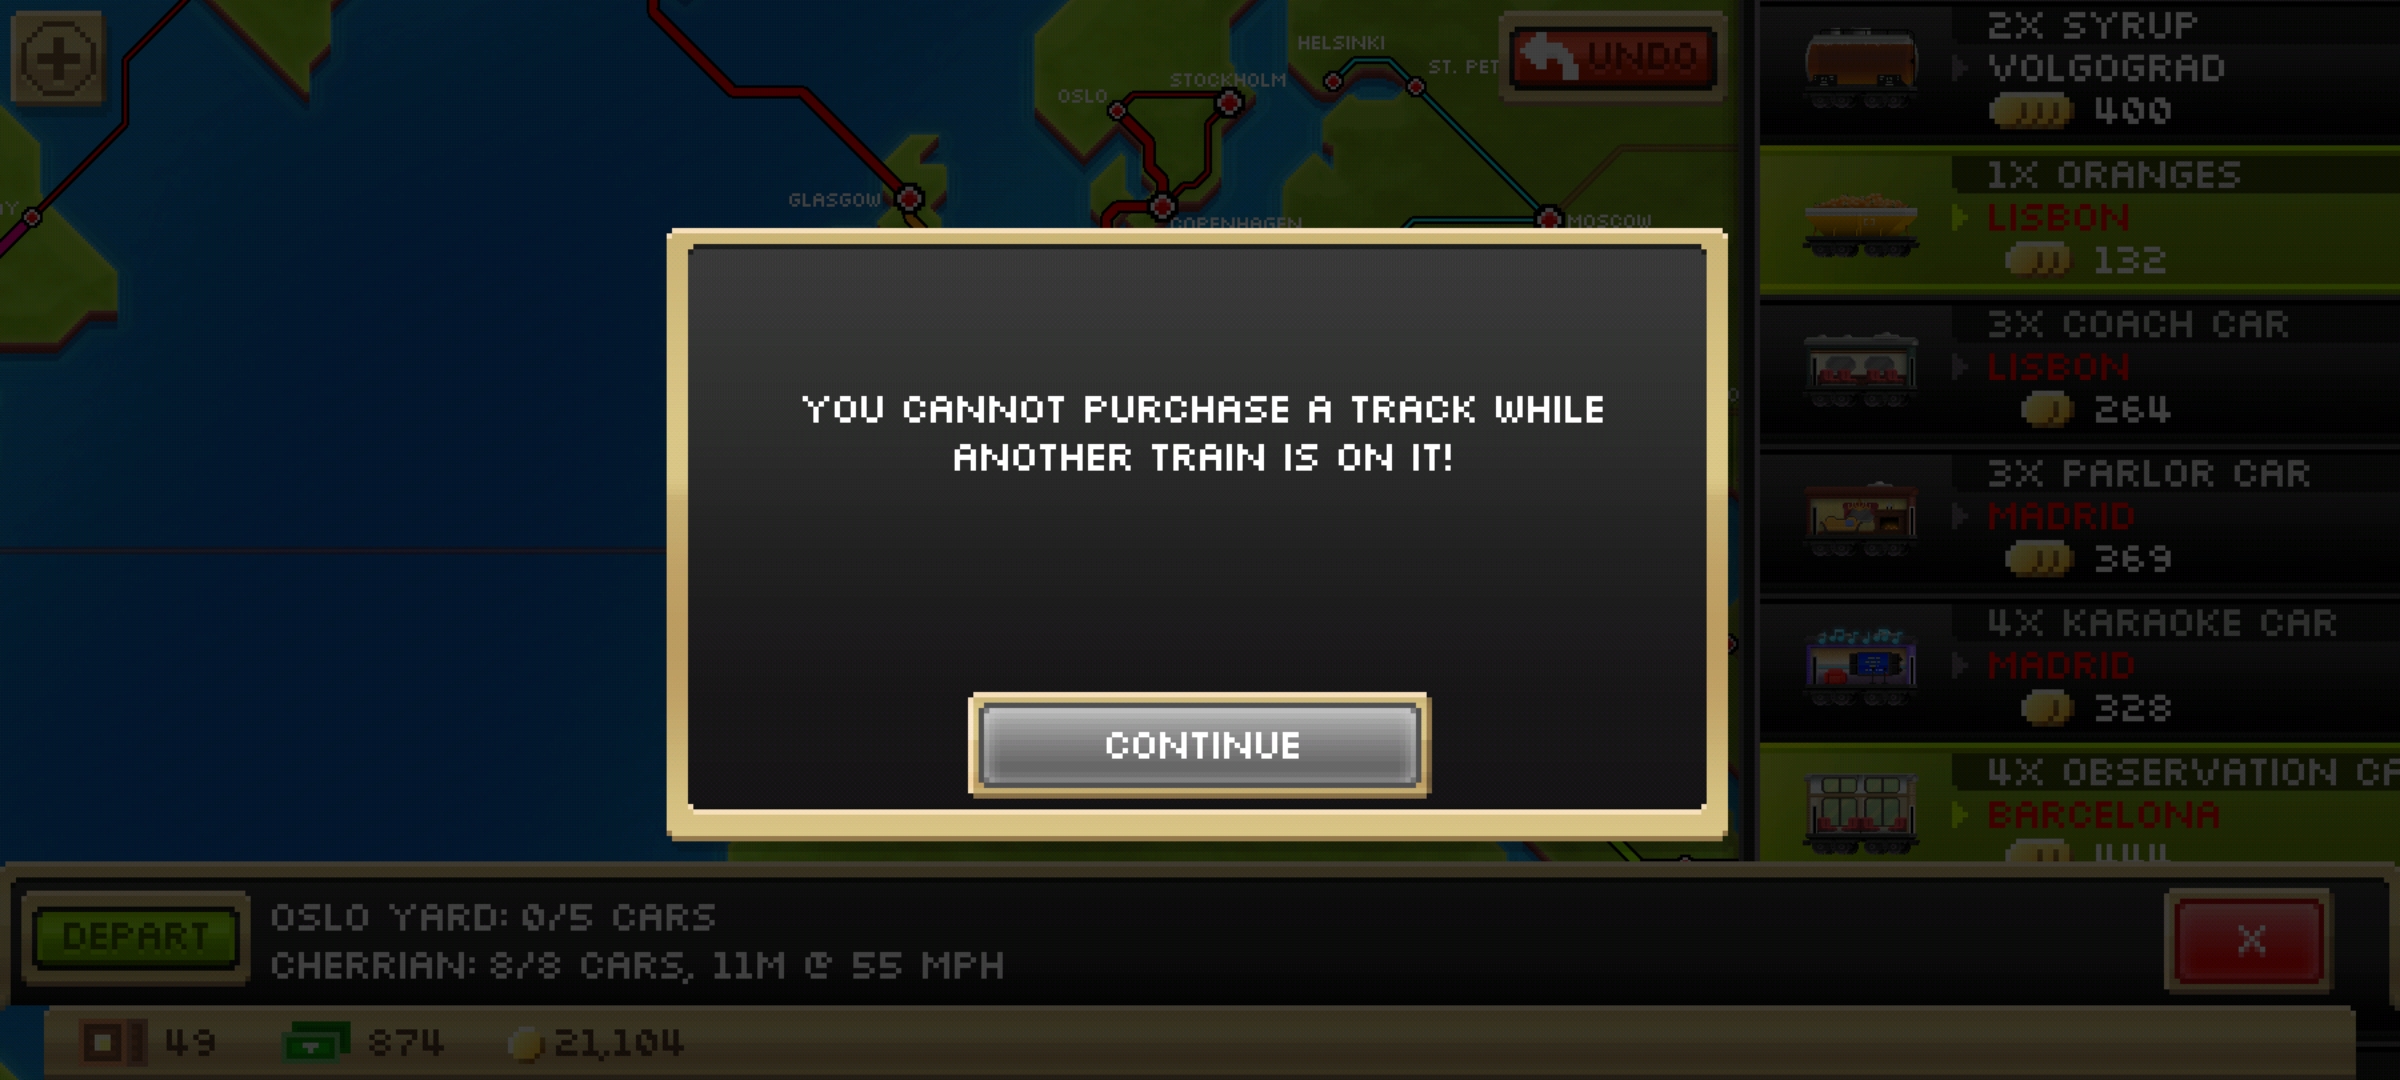 HELSINKI
ST. PET
STOCKHOLM
OSLO
GLASGOW
COPENHAGEN
MOSCOW
UNDO
2X SYRUP
VOLGOGRAD
400
1X ORANGES
LISBON
132
3X COACH CAR
LISBON
264
3X PARLOR CAR
MADRID
369
4X KARAOKE CAR
MADRID
328
4X OBSERVATION CA
BARCELONA
444
YOU CANNOT PURCHASE A TRACK WHILE
ANOTHER TRAIN IS ON IT!
CONTINUE
DEPART
OSLO YARD: 0/5 CARS
CHERRIAN: 8/8 CARS, 11M @ 55 MPH
X
49
874
21,104